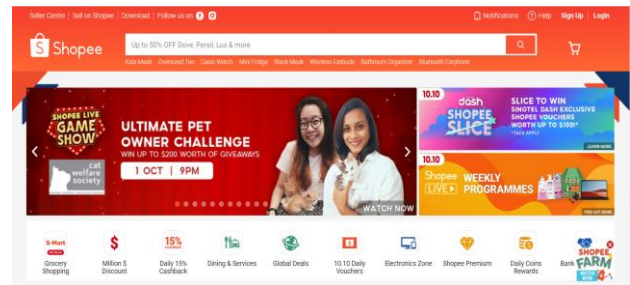 Seller Centre | Sell on Shopee | Download | Follow us on
Notifications Help Sign Up | Login
Shopee
Up to 50% OFF Dove, Persil, Lux & more
Kids Mask Oversized Tee Casio Watch Mini Fridge Black Mask Wireless Earbuds Bathroom Organizer Bluetooth Earphone
SHOPEE LIVE
GAME
SHOW
cat
welfare
society
ULTIMATE PET
OWNER CHALLENGE
WIN UP TO $200 WORTH OF GIVEAWAYS
1 OCT | 9PM
WATCH NOW
10.10
dash
SHOPEE
SLICE
SLICE TO WIN
SINGTEL DASH EXCLUSIVE
SHOPEE VOUCHERS
WORTH UP TO $100!*
*T&CS APPLY
LEARN MORE
10.10
Shopee
LIVE
WEEKLY
PROGRAMMES
FIND OUT MORE
S-Mart
Grocery
Shopping
$
Million $
Discount
15%
Daily 15%
Cashback
Dining & Services
Global Deals
10.10 Daily
Vouchers
Electronics Zone
Shopee Premium
Daily Coins
Rewards
Bank
SHOPEE
FARM